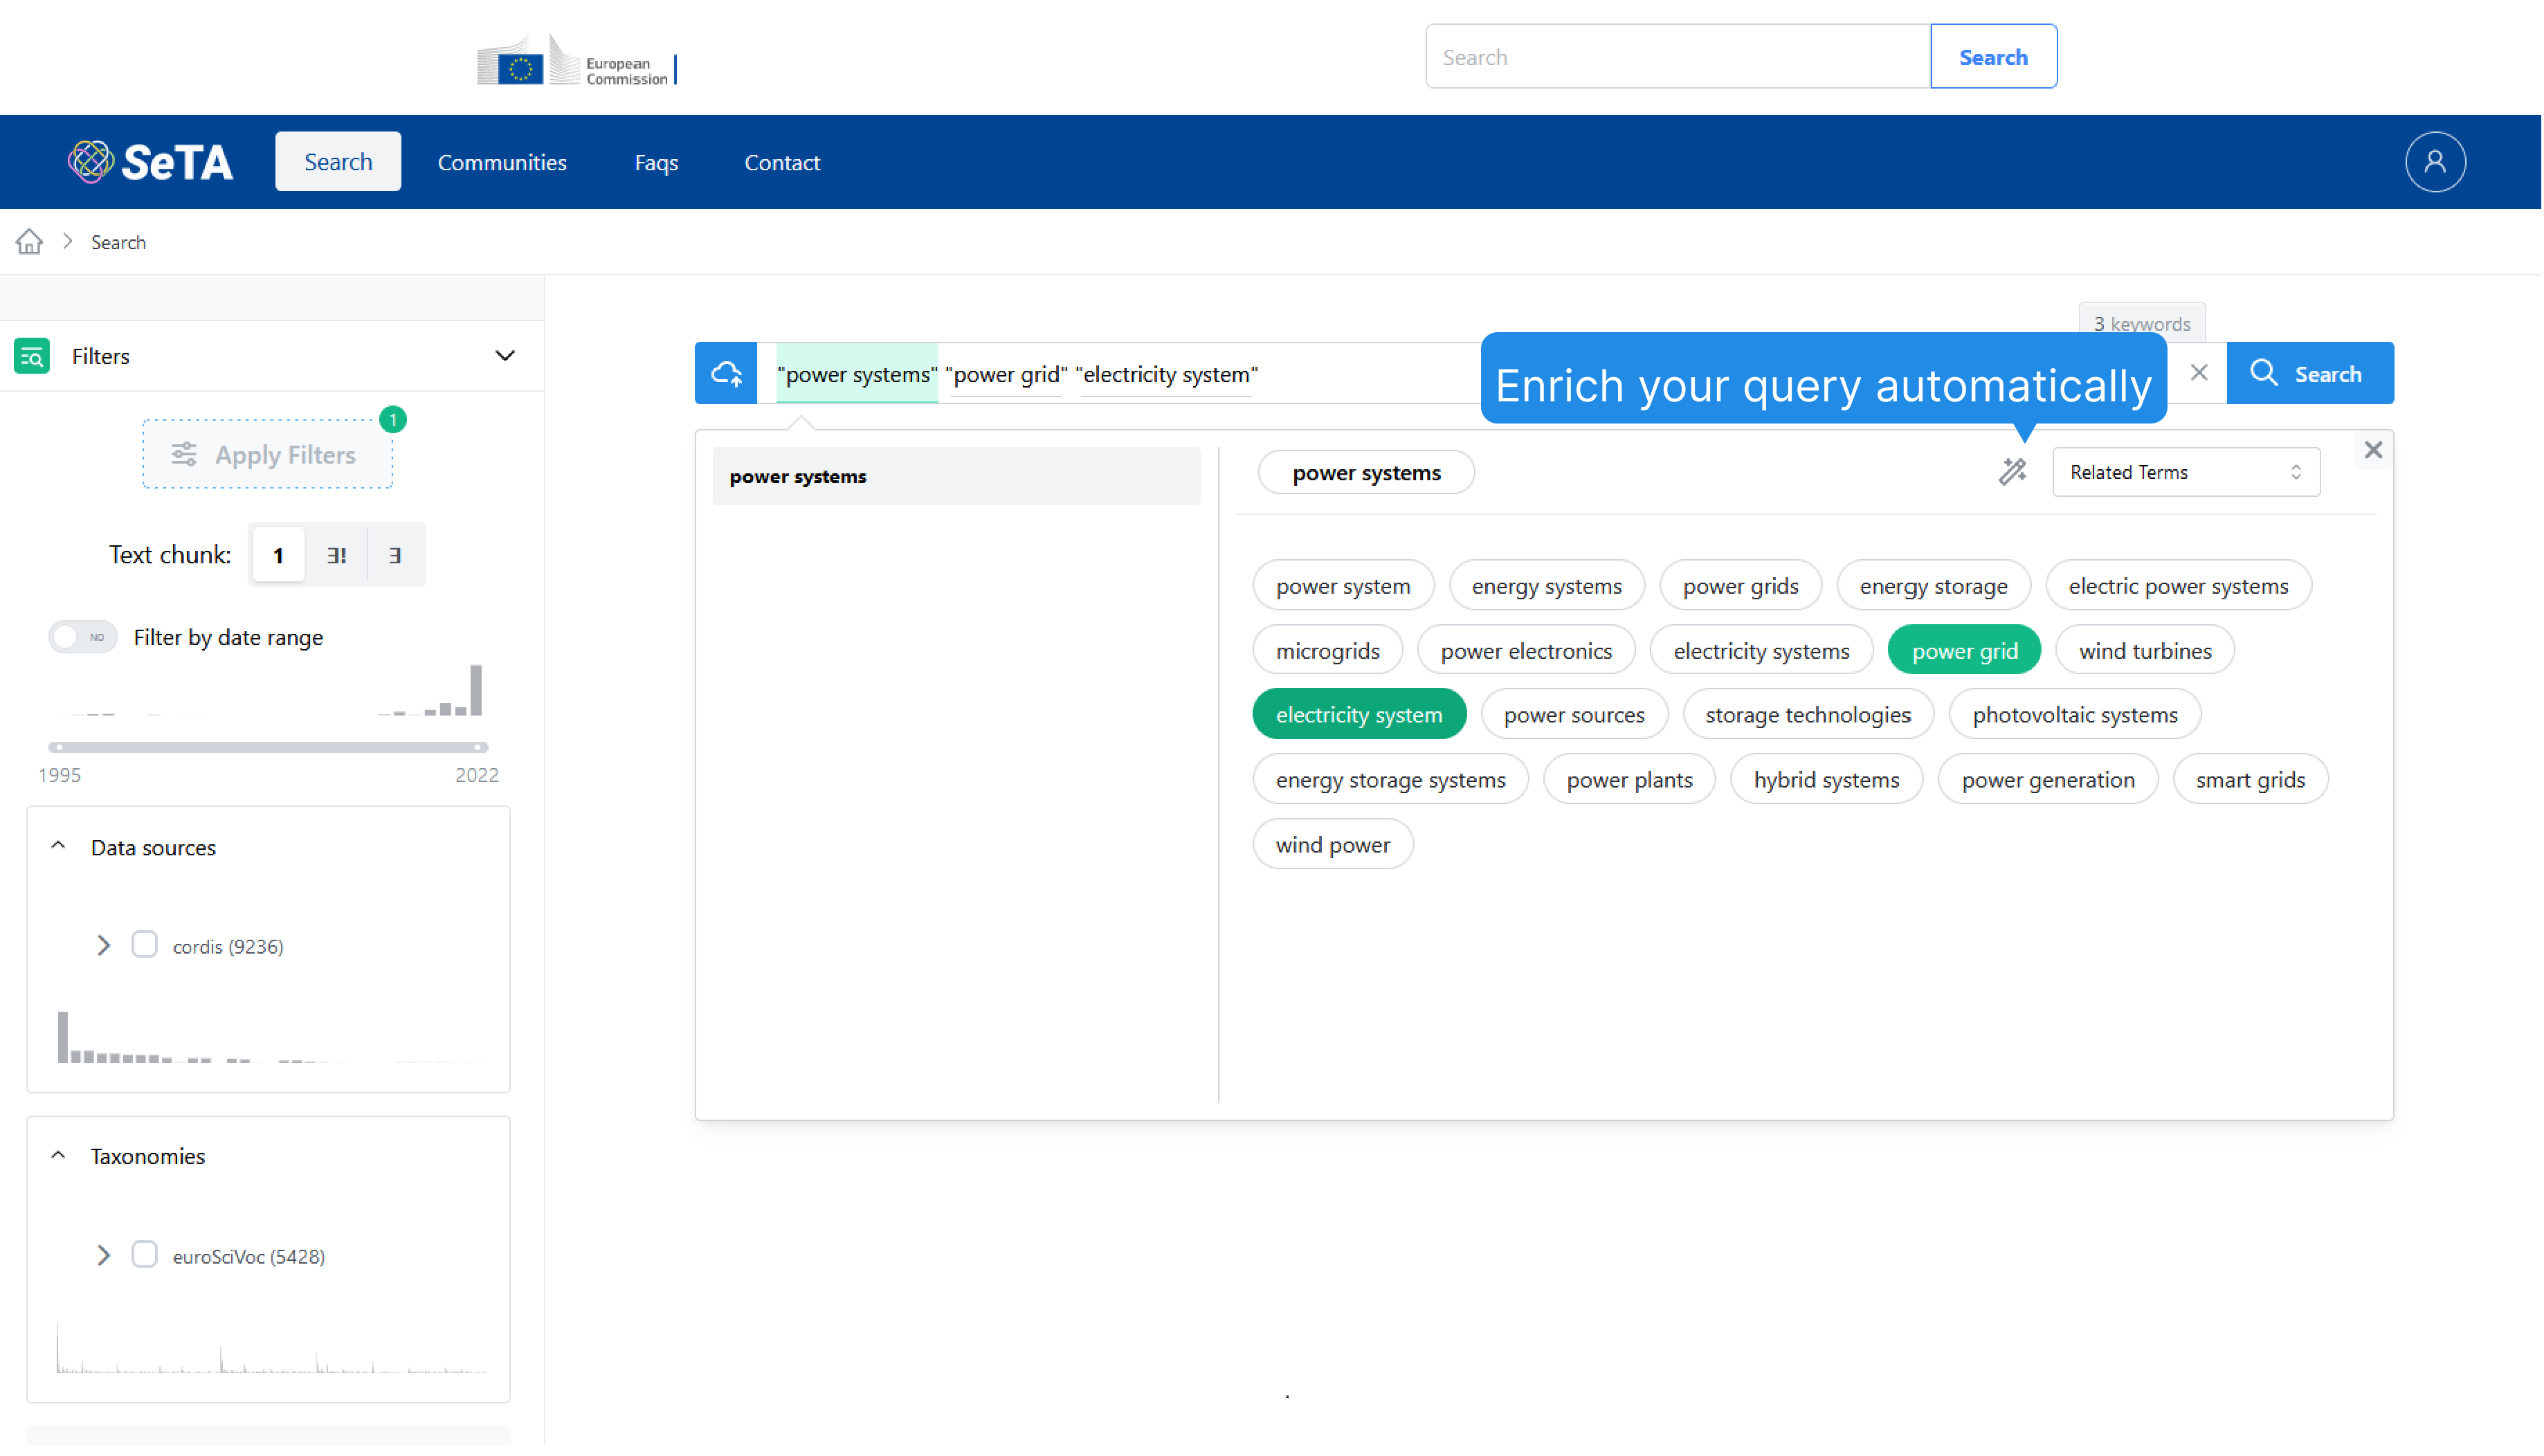 European
Commission
Search
Search
SeTA
Search
Communities
Faqs
Contact
Search
3 keywords
Filters
"power systems" "power grid" "electricity system"
Enrich your query automatically
Search
1
Apply Filters
power systems
power systems
Related Terms
Text chunk:
1
∃!
∃
power system
energy systems
power grids
energy storage
electric power systems
NO
Filter by date range
microgrids
power electronics
electricity systems
power grid
wind turbines
electricity system
power sources
storage technologies
photovoltaic systems
1995
2022
energy storage systems
power plants
hybrid systems
power generation
smart grids
Data sources
wind power
cordis (9236)
Taxonomies
euroSciVoc (5428)
.